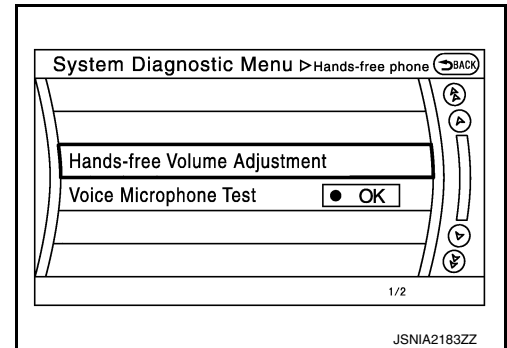 System Diagnostic Menu ▷ Hands-free phone BACK
Hands-free Volume Adjustment
Voice Microphone Test ● OK
1/2
JSNIA2183ZZ